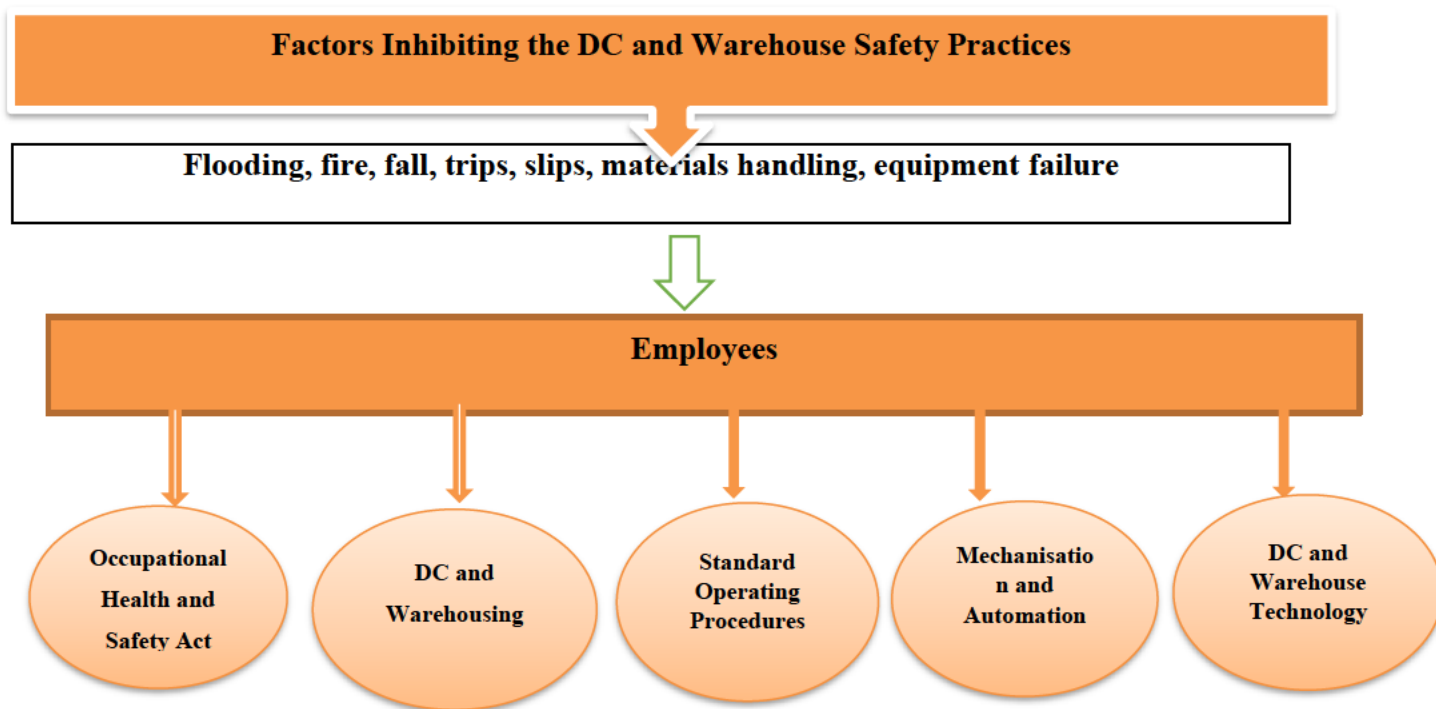 Factors Inhibiting the DC and Warehouse Safety Practices
Flooding, fire, fall, trips, slips, materials handling, equipment failure
Employees
Occupational
Health and
Safety Act
DC and
Warehousing
Standard
Operating
Procedures
Mechanisatio
n and
Automation
DC and
Warehouse
Technology